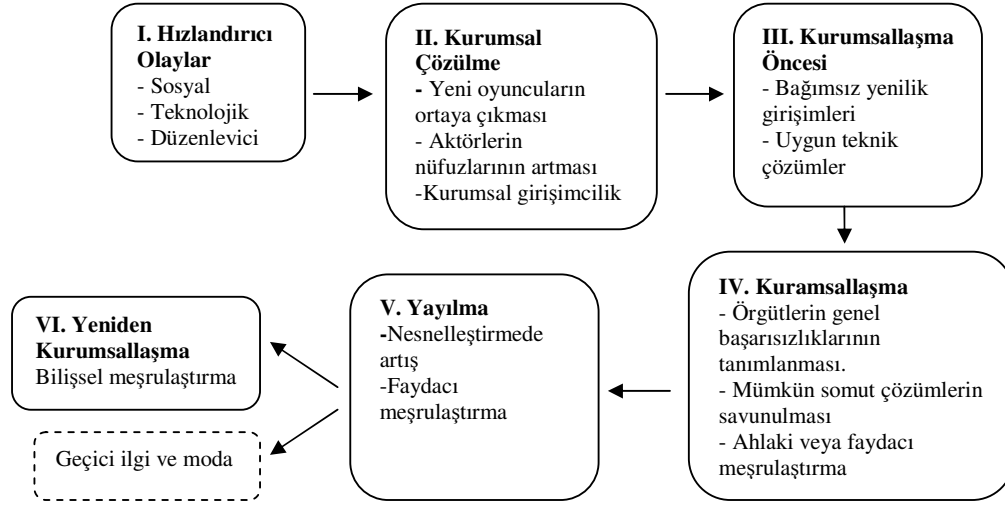 I. Hızlandırıcı
Olaylar
- Sosyal
- Teknolojik
- Düzenlevici
II. Kurumsal
Çözülme
- Yeni oyuncuların
ortaya çıkması
- Aktörlerin
nüfuzlarının artması
-Kurumsal girişimcilik
III. Kurumsallaşma
Öncesi
- Bağımsız yenilik
girişimleri
- Uygun teknik
çözümler
IV. Kuramsallaşma
- Örgütlerin genel
başarısızlıklarının
tanımlanması.
- Mümkün somut çözümlerin
savunulması
- Ahlaki veya faydacı
meşrulaştırma
V. Yayılma
-Nesnelleştirmede
artış
-Faydacı
meşrulaştırma
VI. Yeniden
Kurumsallaşma
Bilişsel meşrulaştırma
Geçici ilgi ve moda